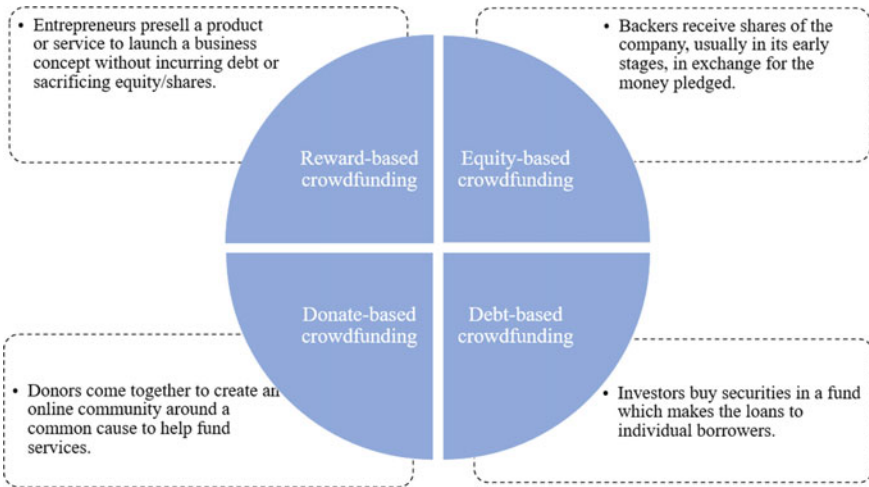 • Entrepreneurs presell a product
or service to launch a business
concept without incurring debt or
sacrificing equity/shares.
• Backers receive shares of the
company, usually in its early
stages, in exchange for the
money pledged.
Reward-based
crowdfunding
Equity-based
crowdfunding
Donate-based
crowdfunding
Debt-based
crowdfunding
• Donors come together to create an
online community around a
common cause to help fund
services.
• Investors buy securities in a fund
which makes the loans to
individual borrowers.